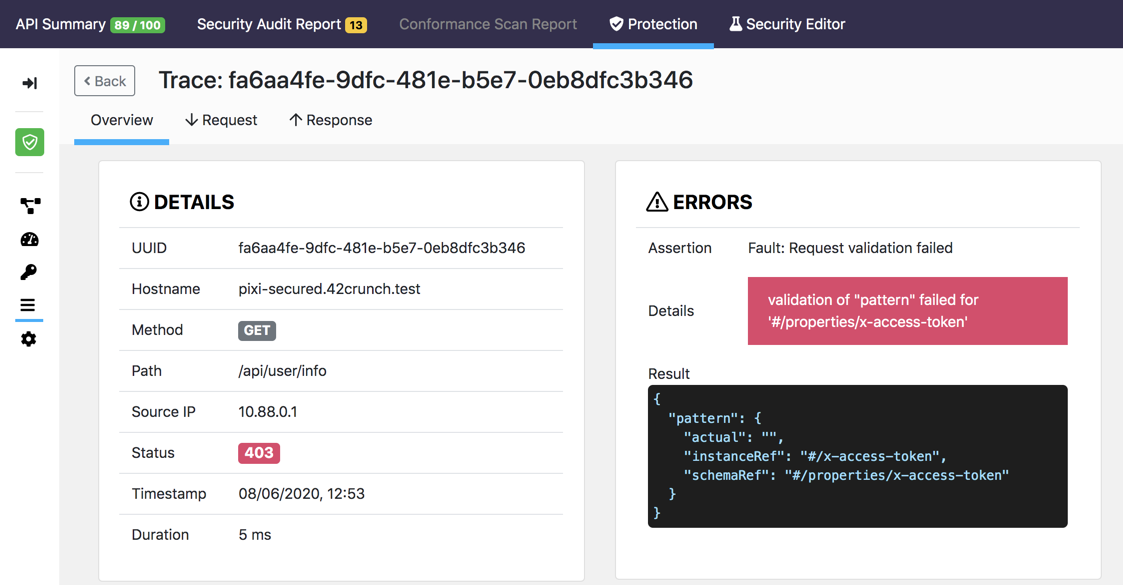 API Summary 89 / 100 Security Audit Report 13 Conformance Scan Report Protection Security Editor
Back Trace: fa6aa4fe-9dfc-481e-b5e7-0eb8dfc3b346
Overview Request Response
DETAILS
UUID fa6aa4fe-9dfc-481e-b5e7-0eb8dfc3b346
Hostname pixi-secured.42crunch.test
Method GET
Path /api/user/info
Source IP 10.88.0.1
Status 403
Timestamp 08/06/2020, 12:53
Duration 5 ms
ERRORS
Assertion Fault: Request validation failed
Details validation of "pattern" failed for
'#/properties/x-access-token'
Result
{
"pattern": {
"actual": "",
"instanceRef": "#/x-access-token",
"schemaRef": "#/properties/x-access-token"
}
}